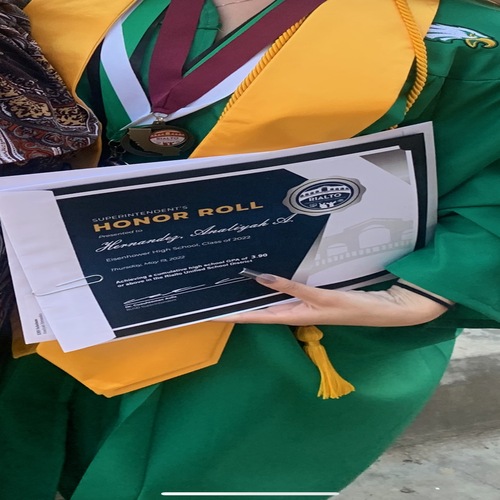 SUPERINTENDENT'S
HONOR ROLL
Presented to
Hernandez, Analiyah A.
Eisenhower High School, Class of 2022
Thursday, May 19, 2022
Achieving a cumulative high school GPA of 3.90
or above in the Rialto Unified School District
RIALTO
RIALTO